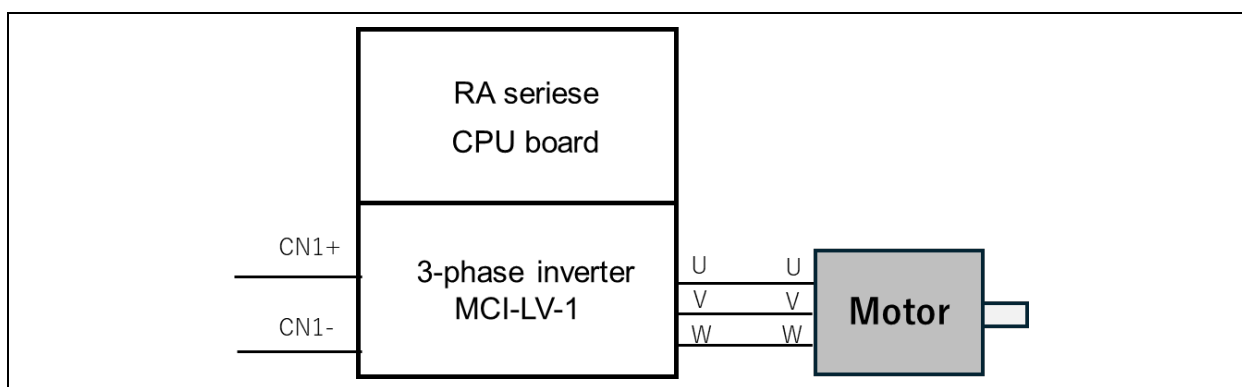 RA seriese
CPU board
CN1+
3-phase inverter
MCI-LV-1
CN1-
U U
V V
W W
Motor